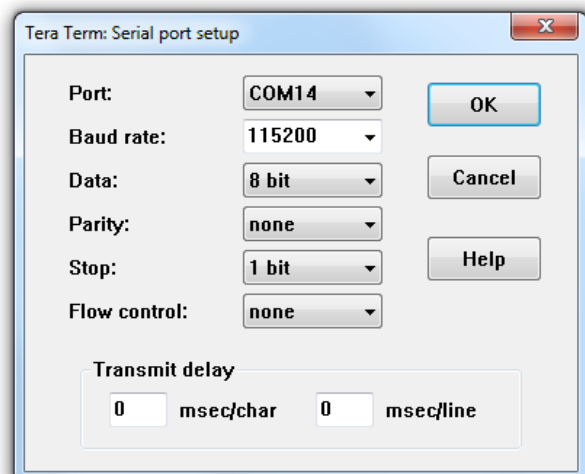 Tera Term: Serial port setup
Port: COM14 OK
Baud rate: 115200
Data: 8 bit Cancel
Parity: none
Stop: 1 bit Help
Flow control: none
Transmit delay
0 msec/char 0 msec/line